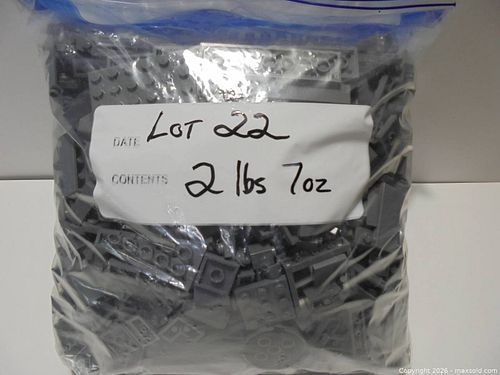 DATE LOT 22
CONTENTS 2 lbs 7oz
Copyright 2026 - maxsold.com